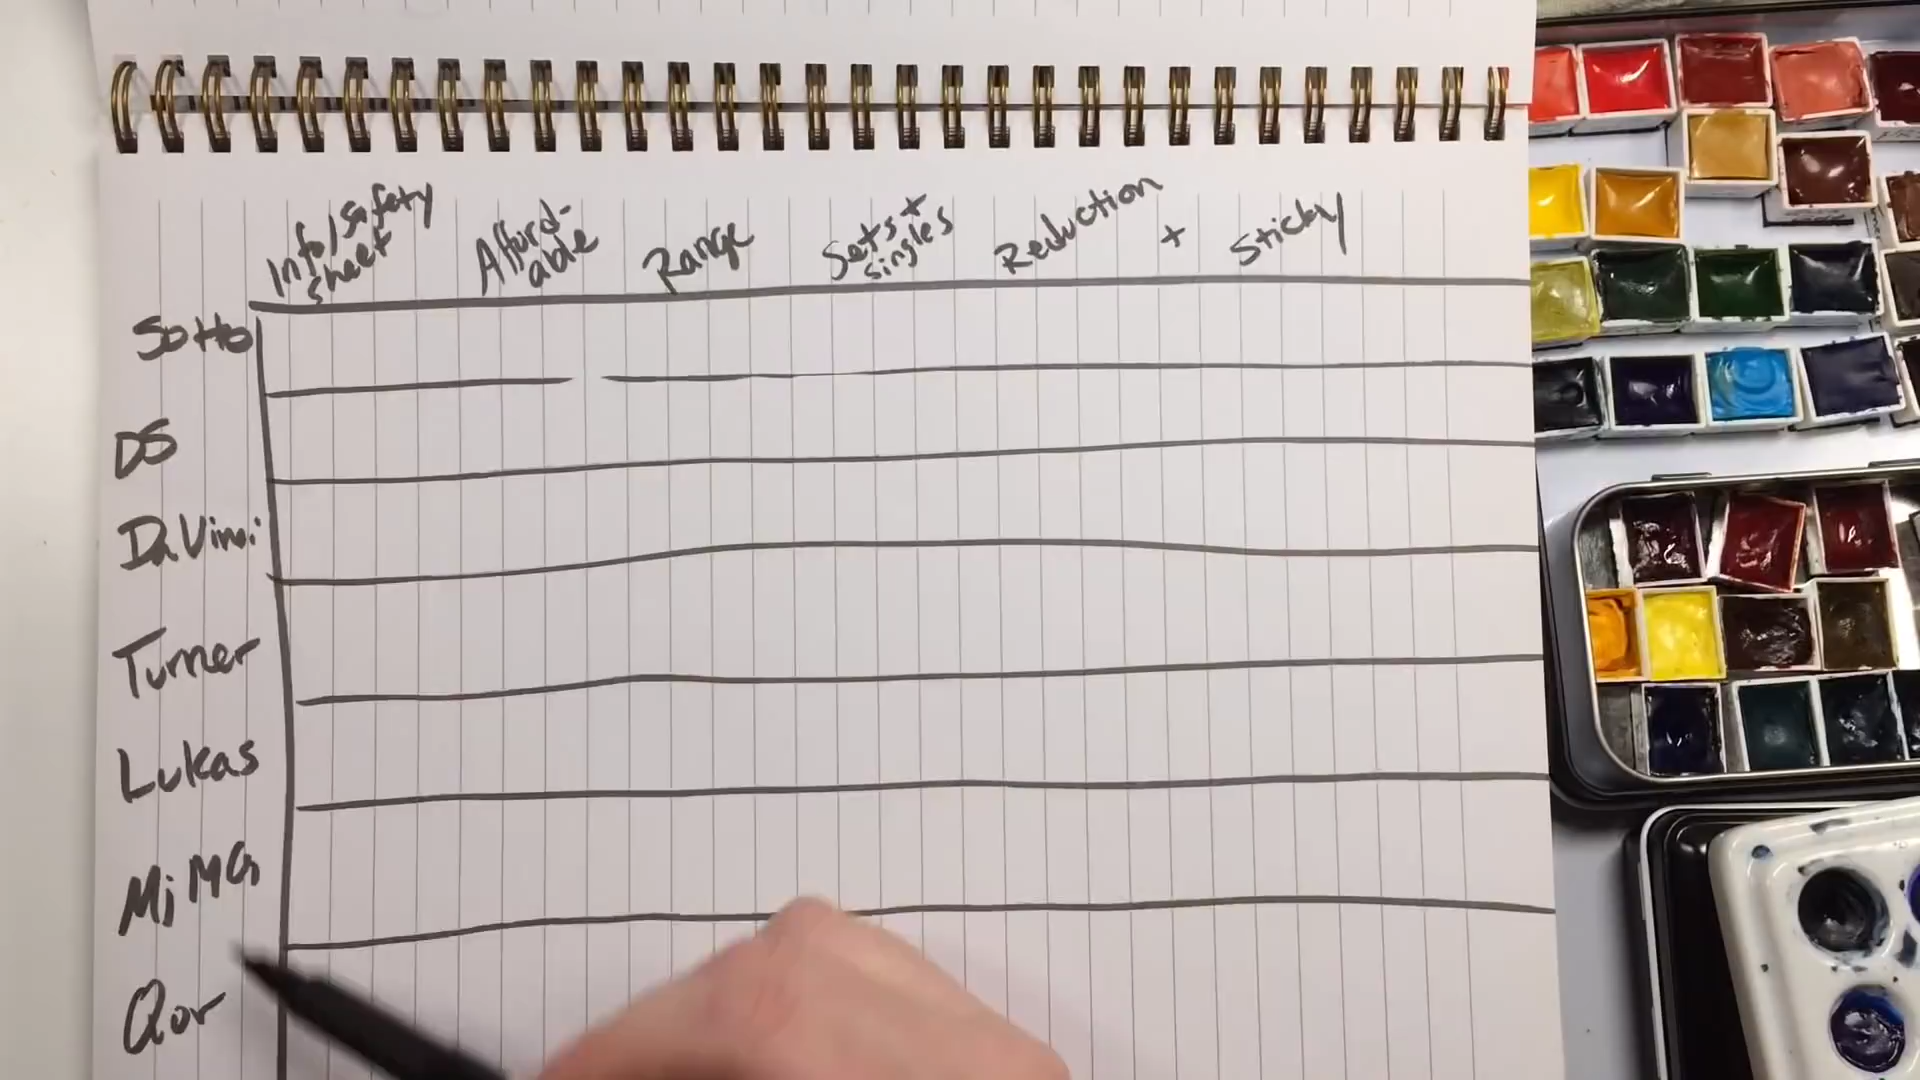 Info/safety sheet
Afford-able
Range
Sets + singles
Reduction
+
Sticky
SoHo
DS
DaVinci
Turner
Lukas
MiMG
Qor